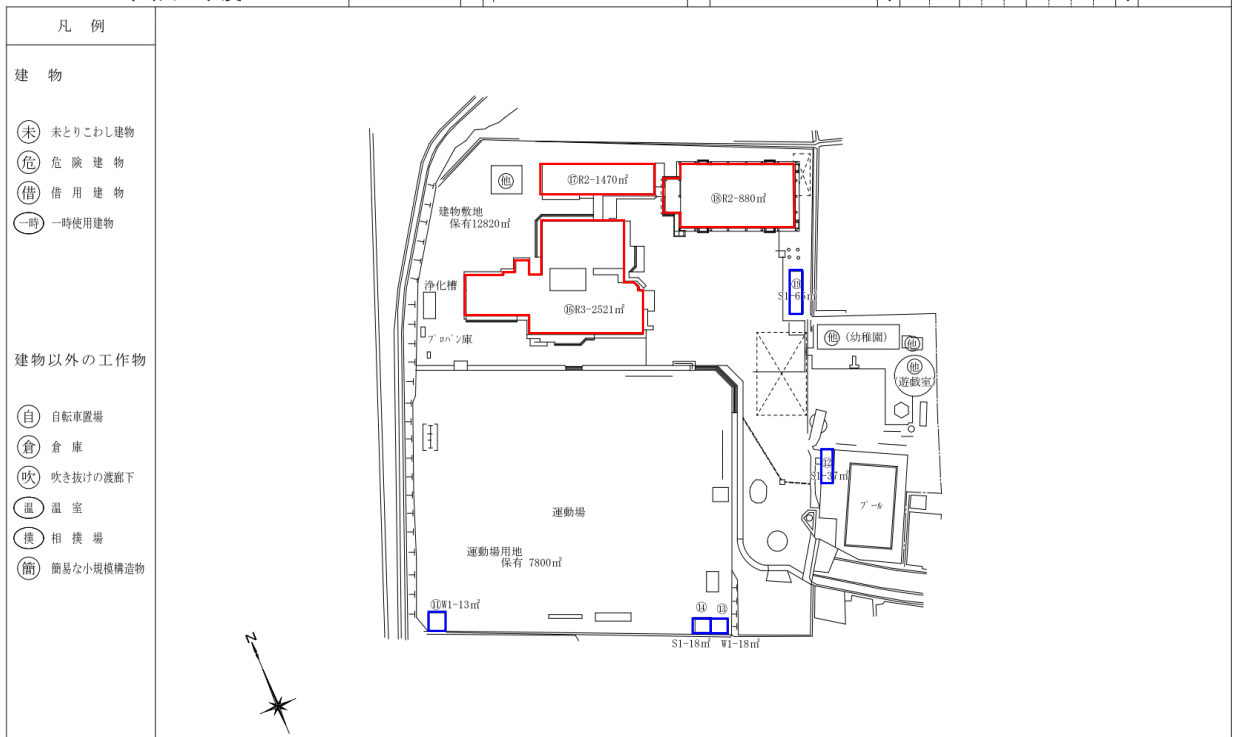 凡 例
建 物
未 未とりこわし建物
危 危 険 建 物
借 借 用 建 物
一時 一時使用建物
建物以外の工作物
自 自転車置場
倉 倉 庫
吹 吹き抜けの渡廊下
温 温 室
撲 相 撲 場
簡 簡易な小規模構造物
他
⑰R2-1470㎡
⑱R2-880㎡
建物敷地
保有12820㎡
浄化槽
⑯R3-2521㎡
プロパン庫
⑲
S1-65㎡
他 (幼稚園)
他
他
(遊戯室)
⑫
S1-37㎡
プール
運動場
運動場用地
保有 7800㎡
⑪W1-13㎡
⑭ ⑬
S1-18㎡ W1-18㎡
N